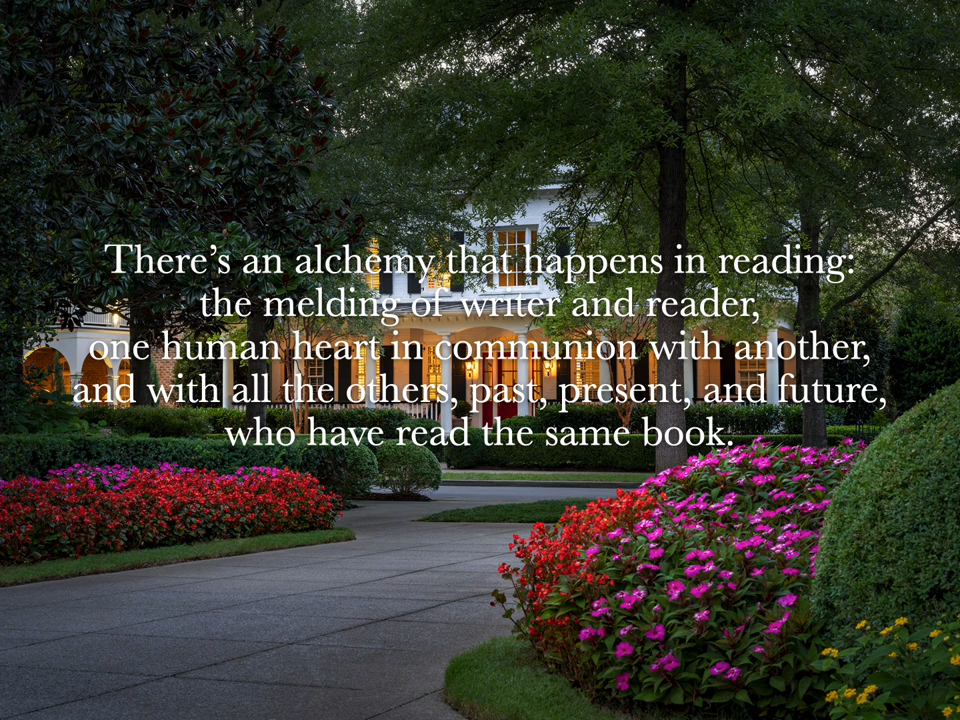 There’s an alchemy that happens in reading:
the melding of writer and reader,
one human heart in communion with another,
and with all the others, past, present, and future,
who have read the same book.